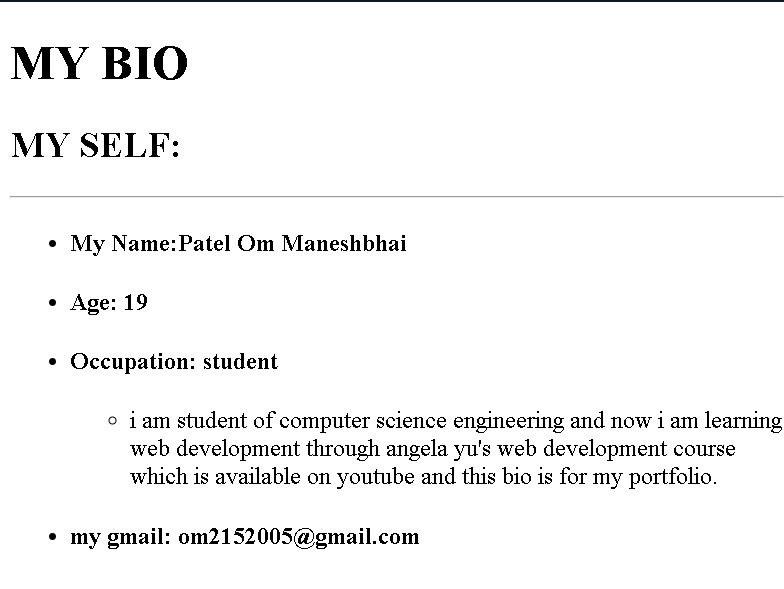 MY BIO
MY SELF:
My Name:Patel Om Maneshbhai
Age: 19
Occupation: student
i am student of computer science engineering and now i am learning
web development through angela yu's web development course
which is available on youtube and this bio is for my portfolio.
my gmail: om2152005@gmail.com